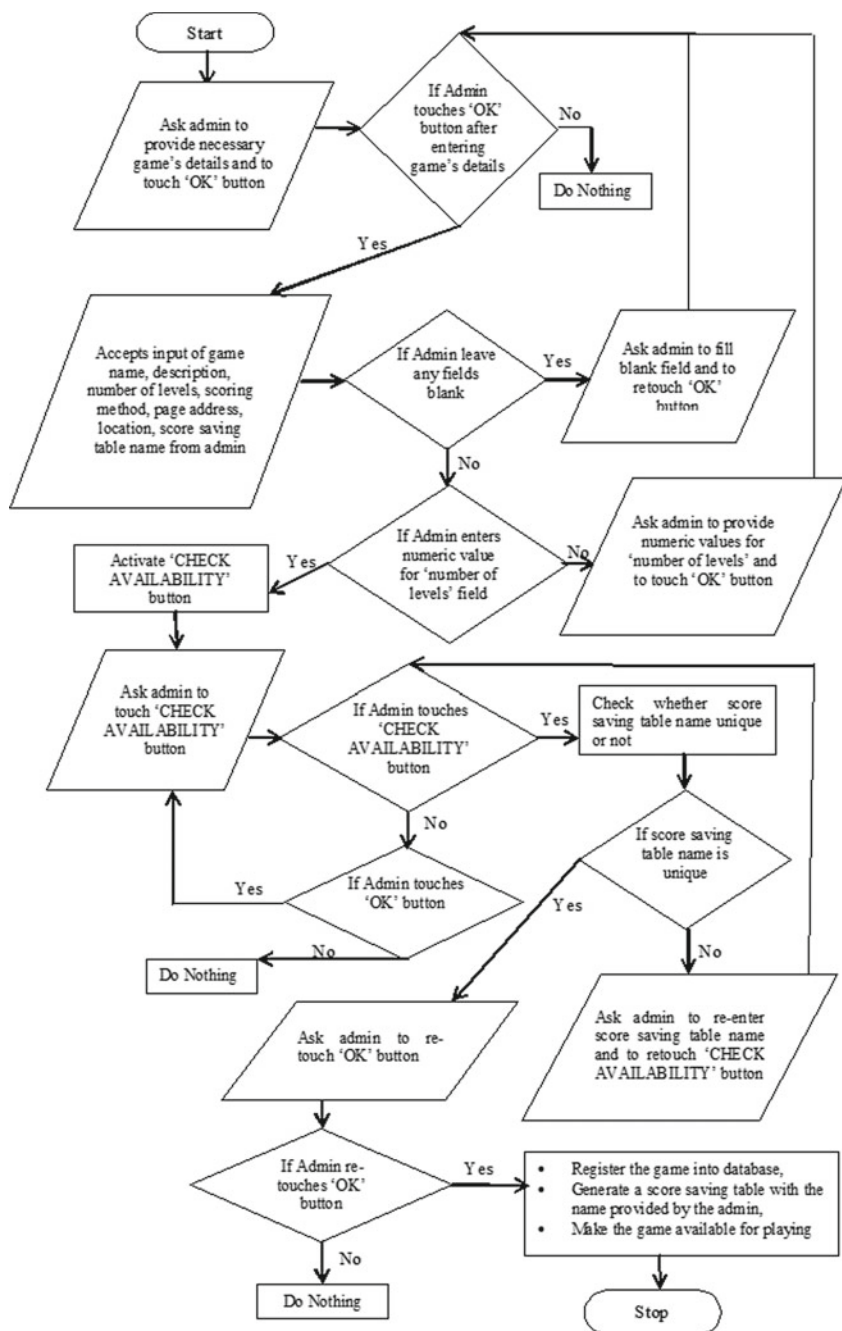 Start
Ask admin to
provide necessary
game's details and to
touch 'OK' button
If Admin
touches 'OK'
button after
entering
game's details
No
Do Nothing
Yes
Accepts input of game
name, description,
number of levels, scoring
method, page address,
location, score saving
table name from admin
If Admin leave
any fields
blank
Yes
Ask admin to fill
blank field and to
retouch 'OK'
button
No
If Admin enters
numeric value
for 'number of
levels' field
No
Ask admin to provide
numeric values for
'number of levels' and
to touch 'OK' button
Yes
Activate 'CHECK
AVAILABILITY'
button
Ask admin to
touch 'CHECK
AVAILABILITY'
button
If Admin touches
'CHECK
AVAILABILITY'
button
Yes
Check whether score
saving table name unique
or not
No
If Admin touches
'OK' button
Yes
No
Do Nothing
If score saving
table name is
unique
Yes
No
Ask admin to re-enter
score saving table name
and to retouch 'CHECK
AVAILABILITY' button
Ask admin to re-
touch 'OK' button
If Admin re-
touches 'OK'
button
Yes
• Register the game into database,
• Generate a score saving table with the
name provided by the admin,
• Make the game available for playing
No
Do Nothing
Stop